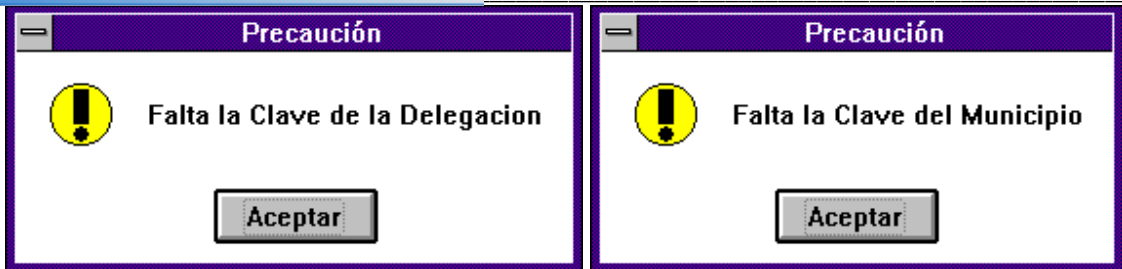 Precaución
Falta la Clave de la Delegacion
Aceptar
Precaución
Falta la Clave del Municipio
Aceptar